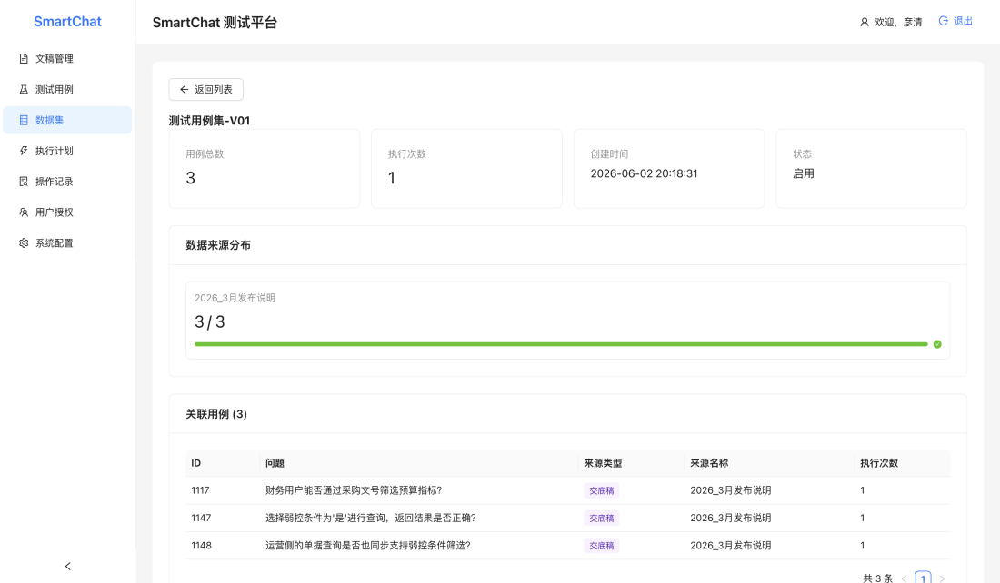 SmartChat
SmartChat 测试平台
欢迎，彦清
退出
文稿管理
测试用例
数据集
执行计划
操作记录
用户授权
系统配置
返回列表
测试用例集-V01
用例总数
3
执行次数
1
创建时间
2026-06-02 20:18:31
状态
启用
数据来源分布
2026_3月发布说明
3 / 3
关联用例 (3)
ID 问题 来源类型 来源名称 执行次数
1117 财务用户能否通过采购文号筛选预算指标? 交底稿 2026_3月发布说明 1
1147 选择弱控条件为'是'进行查询，返回结果是否正确? 交底稿 2026_3月发布说明 1
1148 运营侧的单据查询是否也同步支持弱控条件筛选? 交底稿 2026_3月发布说明 1
共 3 条 < 1 >